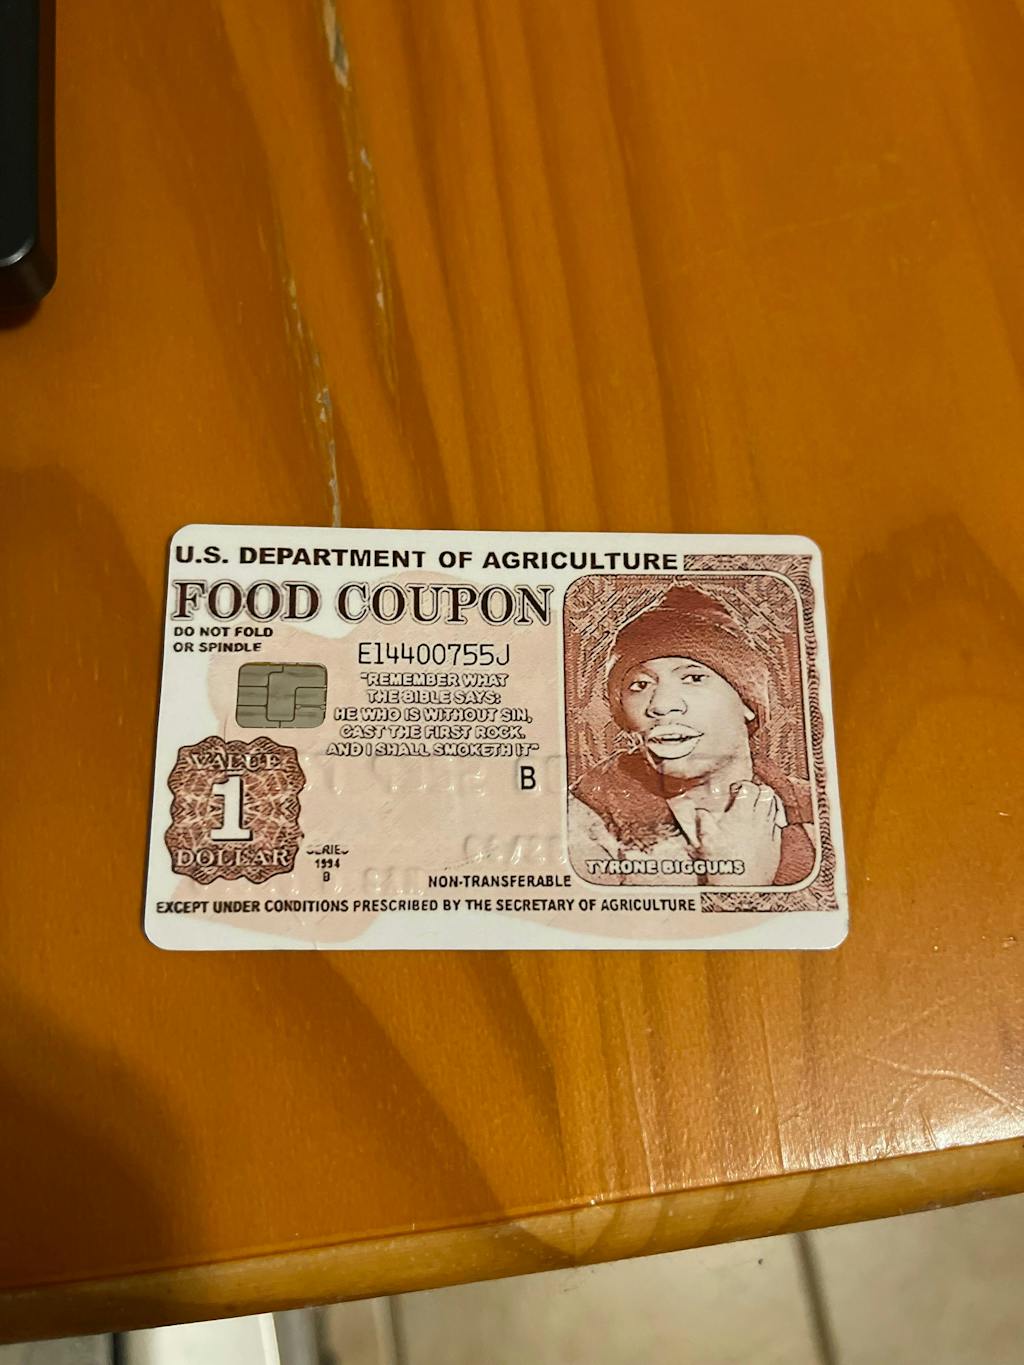 U.S. DEPARTMENT OF AGRICULTURE
FOOD COUPON
DO NOT FOLD
OR SPINDLE
E14400755J
"REMEMBER WHAT
THE BIBLE SAYS:
HE WHO IS WITHOUT SIN,
CAST THE FIRST ROCK.
AND I SHALL SMOKETH IT"
B
VALUE
1
DOLLAR
SERIES
1994
B
TYRONE BIGGUMS
NON-TRANSFERABLE
EXCEPT UNDER CONDITIONS PRESCRIBED BY THE SECRETARY OF AGRICULTURE